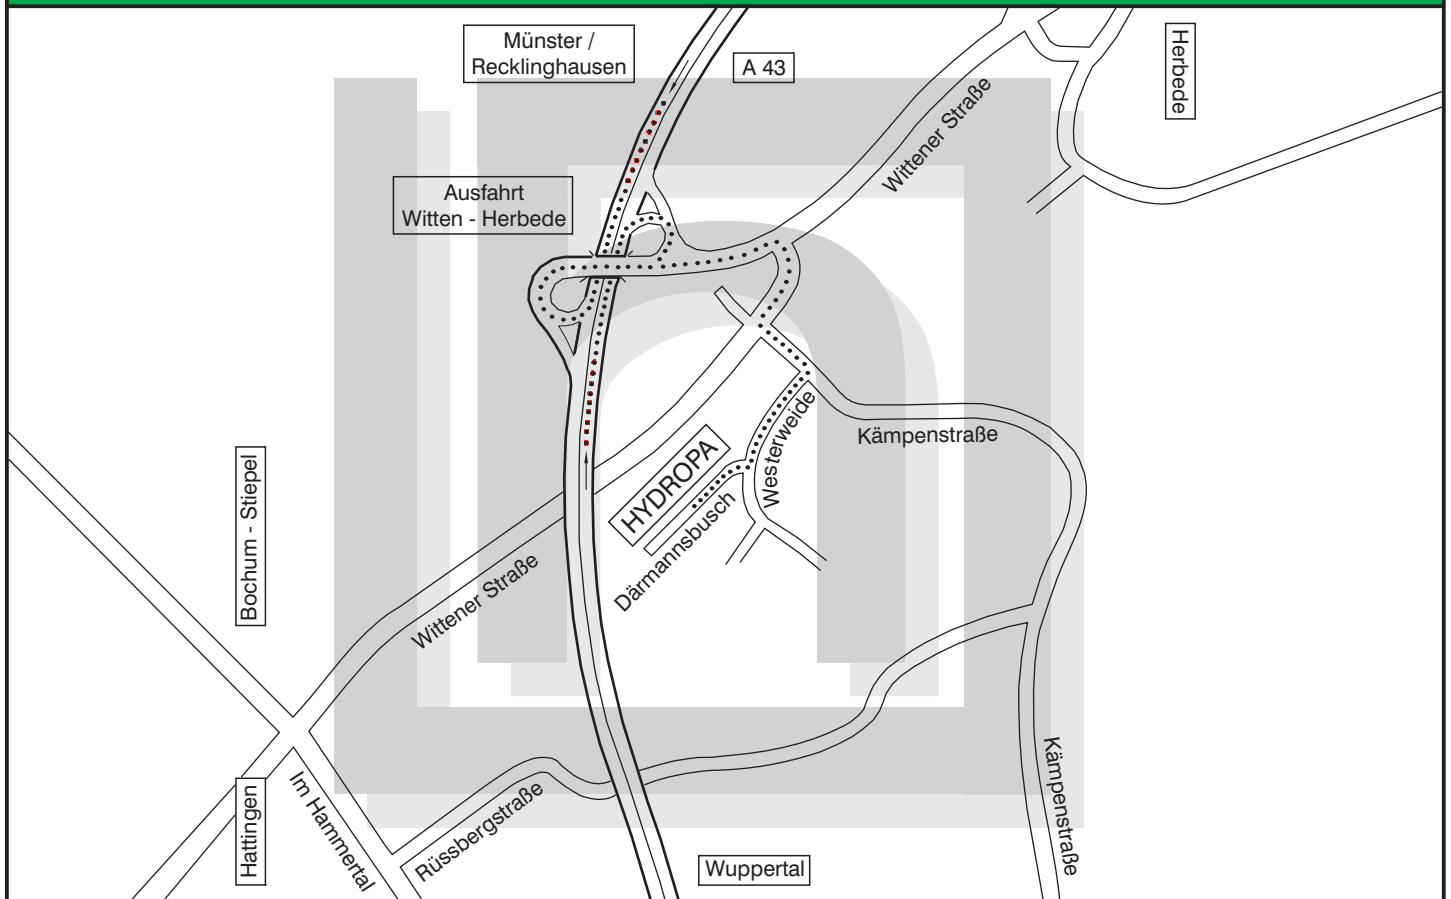 Münster /
Recklinghausen
A 43
Herbede
Wittener Straße
Ausfahrt
Witten - Herbede
Westerweide
Kämpenstraße
HYDROPA
Därmannsbusch
Bochum - Stiepel
Wittener Straße
Kämpenstraße
Hattingen
Im Hammertal
Rüssbergstraße
Wuppertal